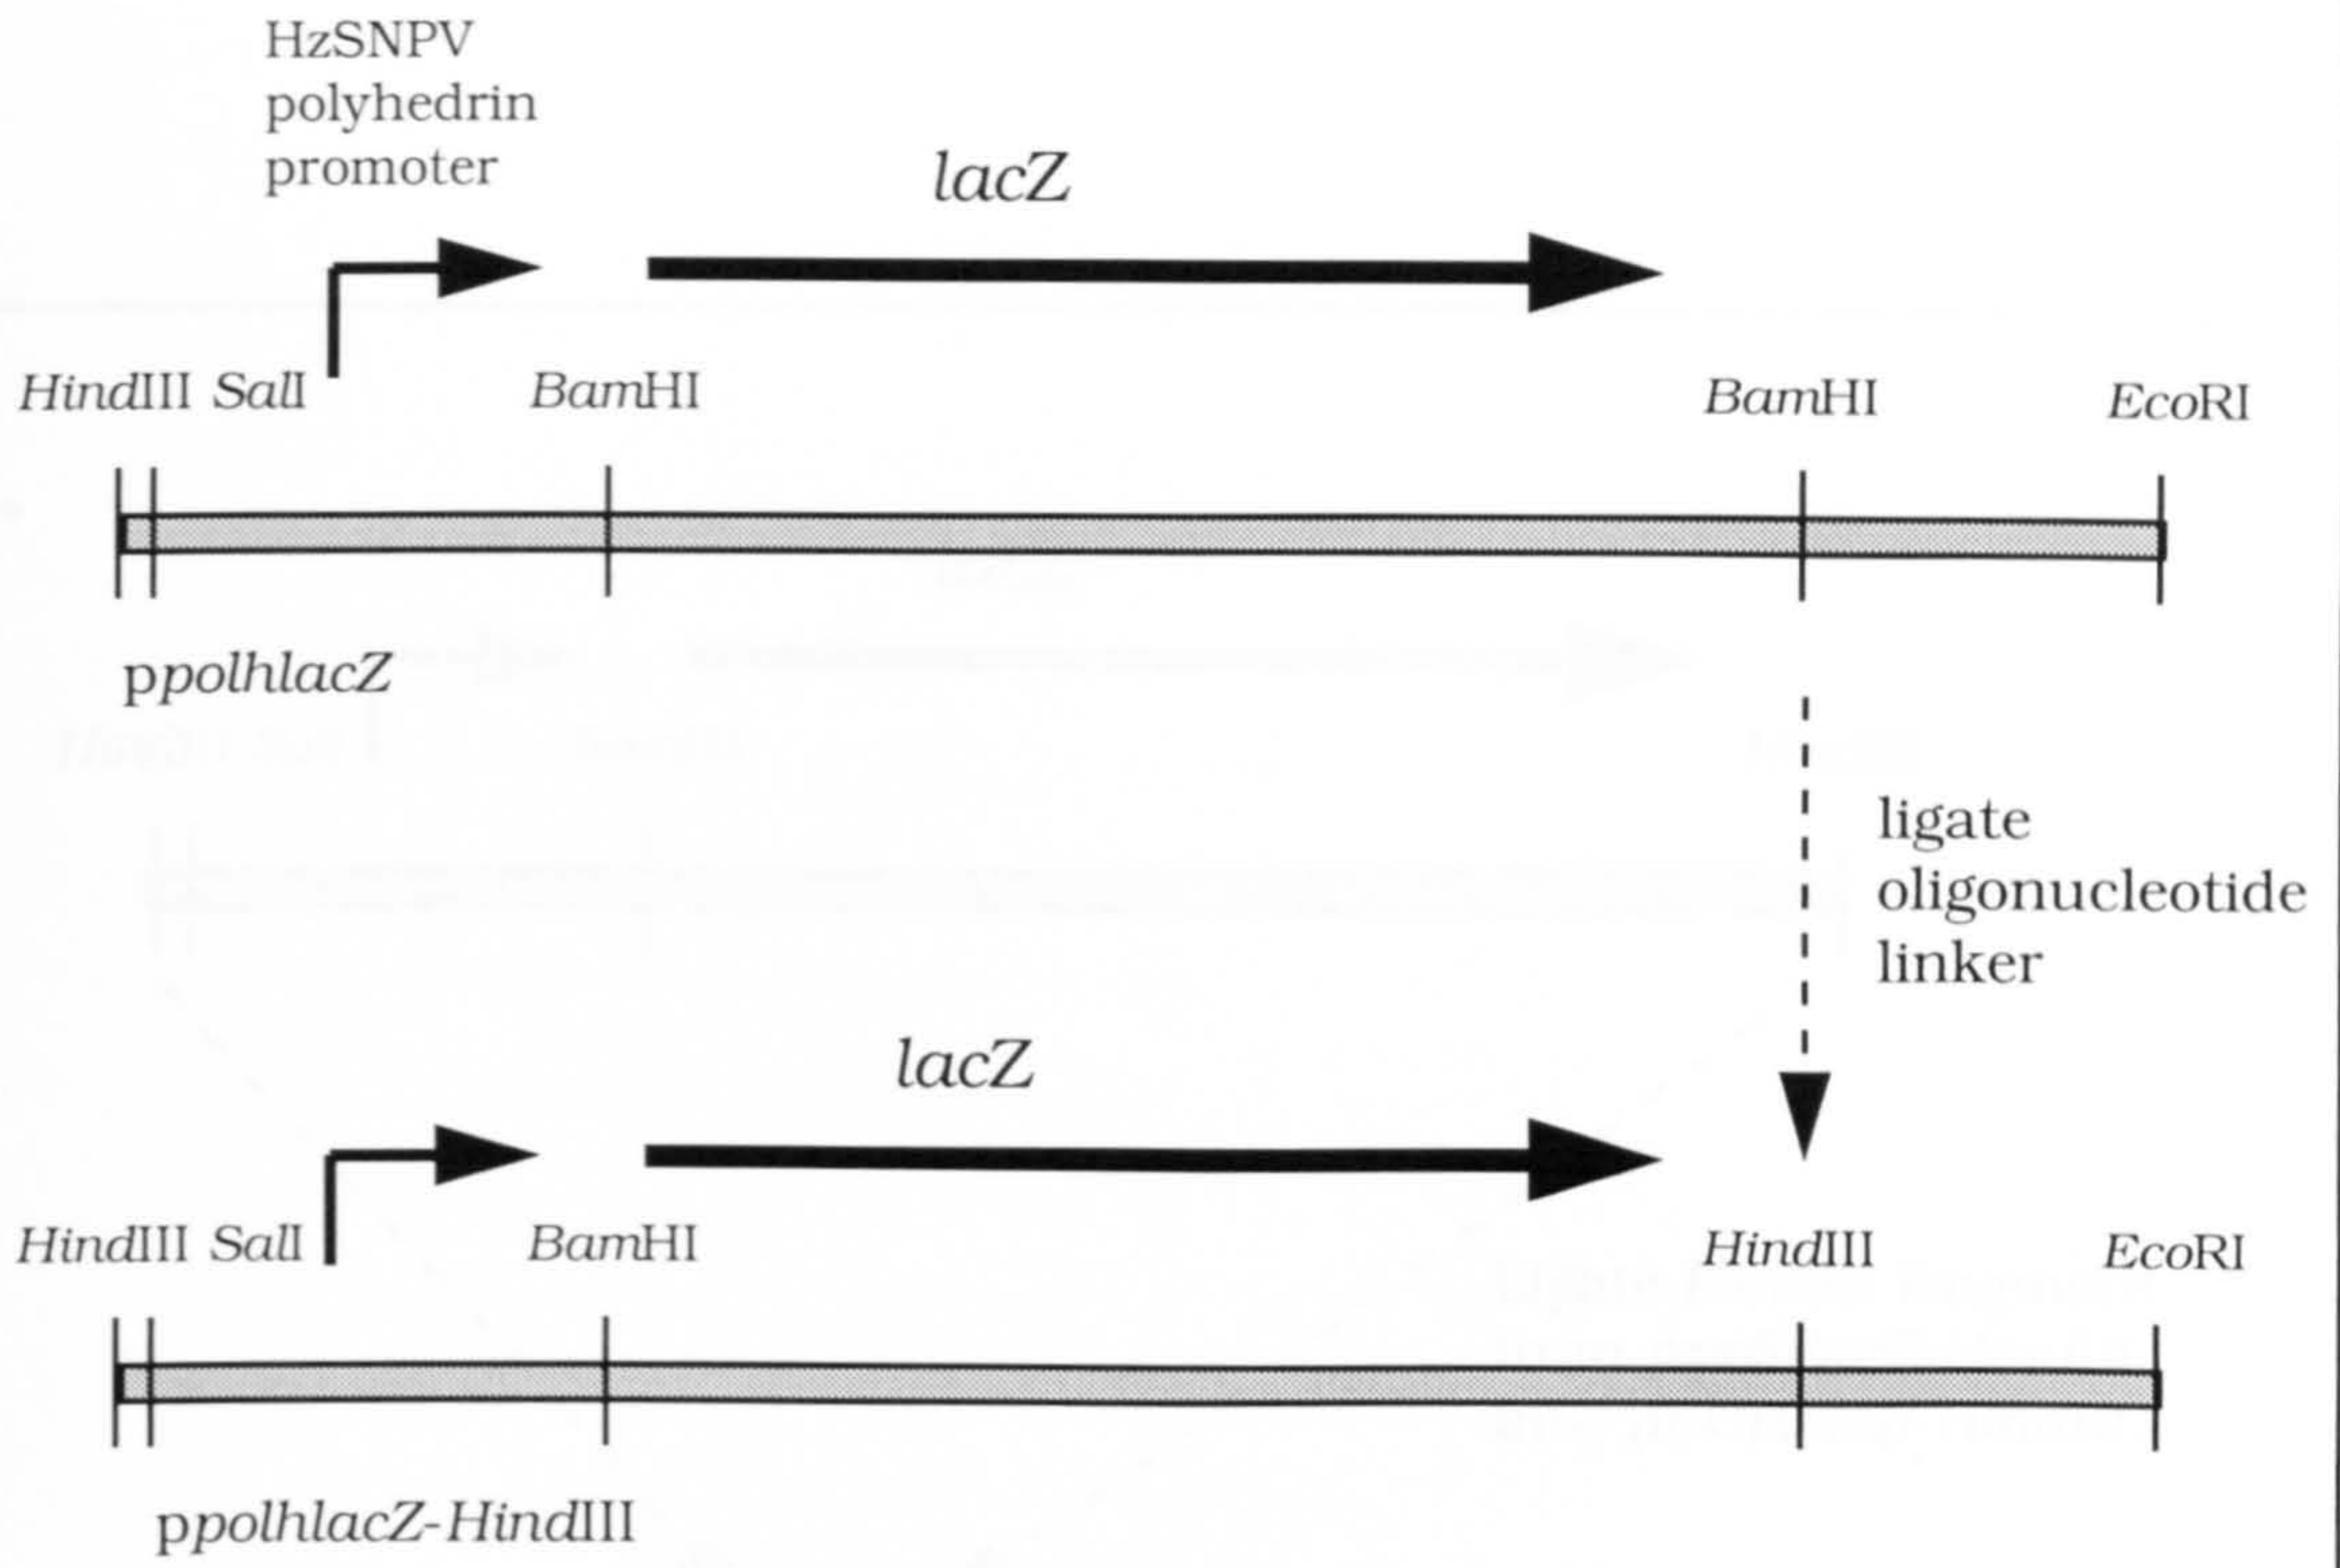 HzSNPV
polyhedrin
promoter
lacZ
HindIII SalI BamHI BamHI EcoRI
ppolhlacZ
ligate
oligonucleotide
linker
lacZ
HindIII SalI BamHI HindIII EcoRI
ppolhlacZ-HindIII